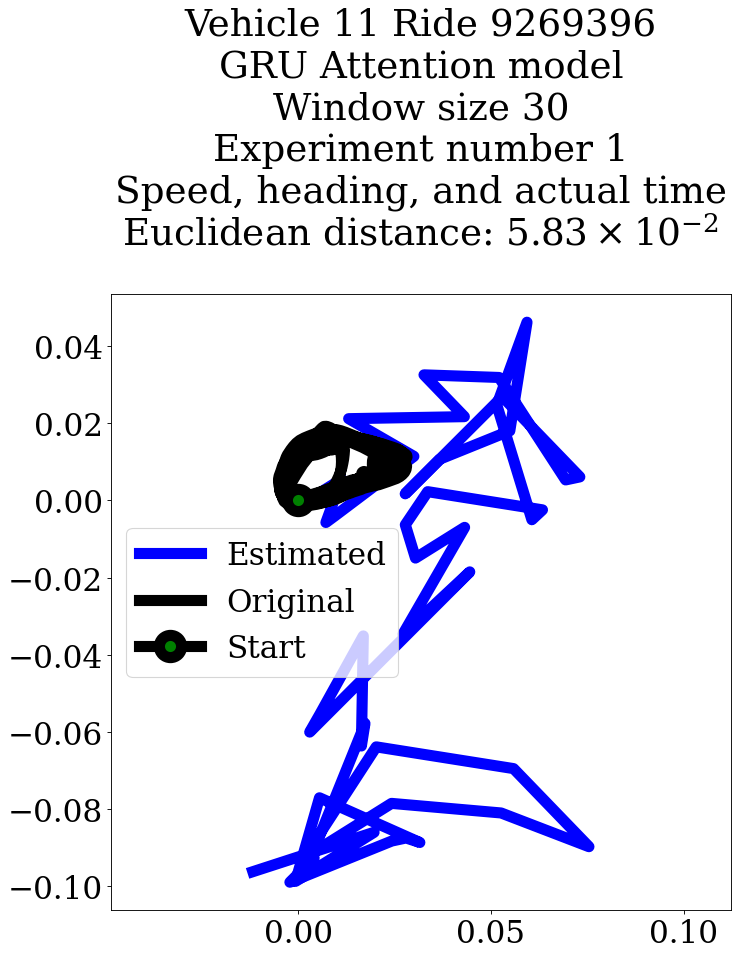 Vehicle 11 Ride 9269396
GRU Attention model
Window size 30
Experiment number 1
Speed, heading, and actual time
Euclidean distance: 5.83 × 10⁻²
0.04
0.02
0.00
−0.02
−0.04
−0.06
−0.08
−0.10
Estimated
Original
Start
0.00 0.05 0.10